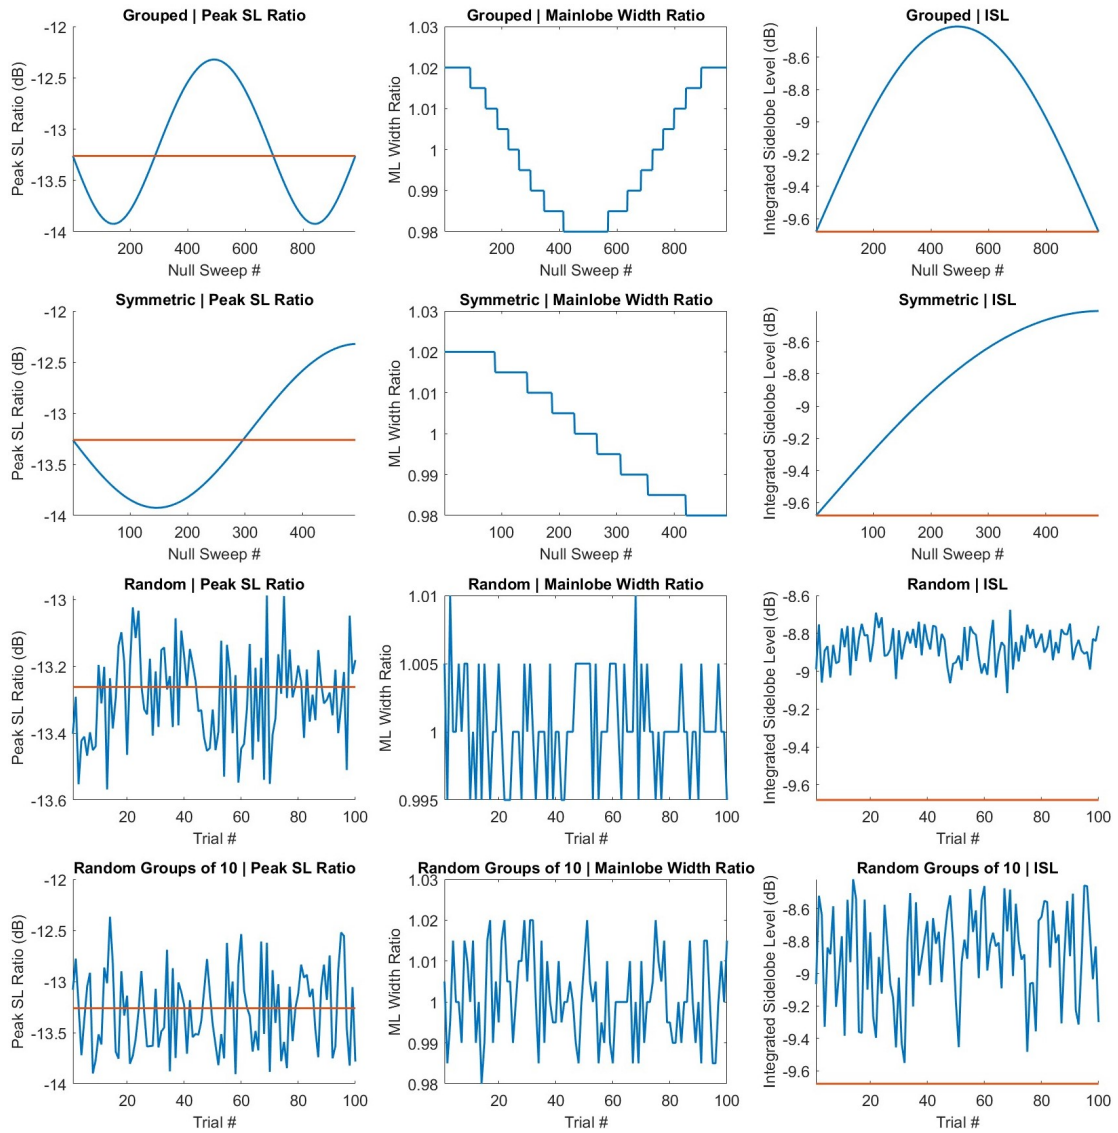 Grouped | Peak SL Ratio
Peak SL Ratio (dB)
-12
-12.5
-13
-13.5
-14
200 400 600 800
Null Sweep #
Grouped | Mainlobe Width Ratio
ML Width Ratio
1.03
1.02
1.01
1
0.99
0.98
200 400 600 800
Null Sweep #
Grouped | ISL
Integrated Sidelobe Level (dB)
-8.6
-8.8
-9
-9.2
-9.4
-9.6
200 400 600 800
Null Sweep #
Symmetric | Peak SL Ratio
Peak SL Ratio (dB)
-12
-12.5
-13
-13.5
-14
100 200 300 400
Null Sweep #
Symmetric | Mainlobe Width Ratio
ML Width Ratio
1.03
1.02
1.01
1
0.99
0.98
100 200 300 400
Null Sweep #
Symmetric | ISL
Integrated Sidelobe Level (dB)
-8.6
-8.8
-9
-9.2
-9.4
-9.6
100 200 300 400
Null Sweep #
Random | Peak SL Ratio
Peak SL Ratio (dB)
-13
-13.2
-13.4
-13.6
20 40 60 80 100
Trial #
Random | Mainlobe Width Ratio
ML Width Ratio
1.01
1.005
1
0.995
20 40 60 80 100
Trial #
Random | ISL
Integrated Sidelobe Level (dB)
-8.6
-8.8
-9
-9.2
-9.4
-9.6
20 40 60 80 100
Trial #
Random Groups of 10 | Peak SL Ratio
Peak SL Ratio (dB)
-12
-12.5
-13
-13.5
-14
20 40 60 80 100
Trial #
Random Groups of 10 | Mainlobe Width Ratio
ML Width Ratio
1.03
1.02
1.01
1
0.99
0.98
20 40 60 80 100
Trial #
Random Groups of 10 | ISL
Integrated Sidelobe Level (dB)
-8.6
-8.8
-9
-9.2
-9.4
-9.6
20 40 60 80 100
Trial #